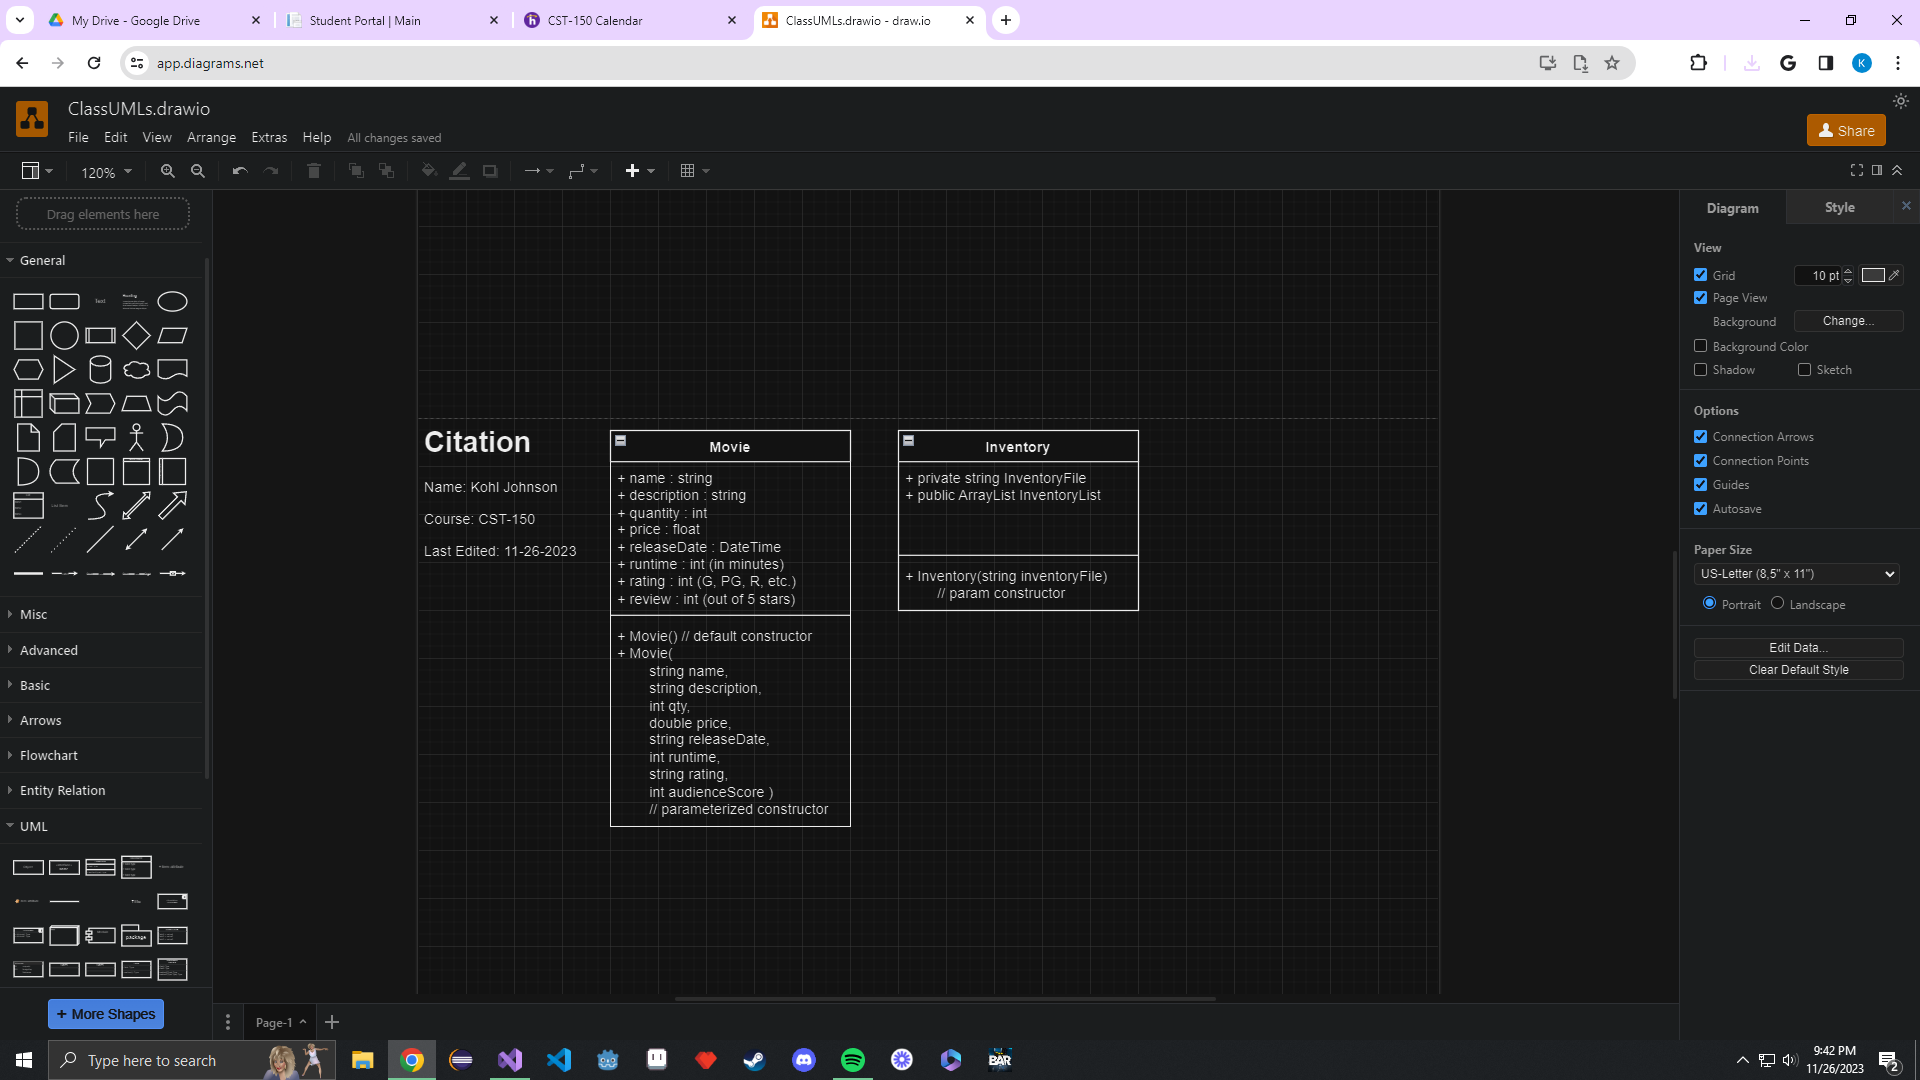 My Drive - Google Drive
Student Portal | Main
CST-150 Calendar
ClassUMLs.drawio - draw.io
app.diagrams.net
K
ClassUMLs.drawio
File Edit View Arrange Extras Help All changes saved
Share
120%
Drag elements here
General
Text
Heading
Misc
Advanced
Basic
Arrows
Flowchart
Entity Relation
UML
Title
package
+ More Shapes
Citation
Name: Kohl Johnson
Course: CST-150
Last Edited: 11-26-2023
Movie
+ name : string
+ description : string
+ quantity : int
+ price : float
+ releaseDate : DateTime
+ runtime : int (in minutes)
+ rating : int (G, PG, R, etc.)
+ review : int (out of 5 stars)
+ Movie() // default constructor
+ Movie(
string name,
string description,
int qty,
double price,
string releaseDate,
int runtime,
string rating,
int audienceScore )
// parameterized constructor
Inventory
+ private string InventoryFile
+ public ArrayList InventoryList
+ Inventory(string inventoryFile)
// param constructor
Diagram Style
View
Grid 10 pt
Page View
Background Change...
Background Color
Shadow Sketch
Options
Connection Arrows
Connection Points
Guides
Autosave
Paper Size
US-Letter (8,5" x 11")
Portrait Landscape
Edit Data...
Clear Default Style
Page-1
Type here to search
BAR
9:42 PM
11/26/2023
2